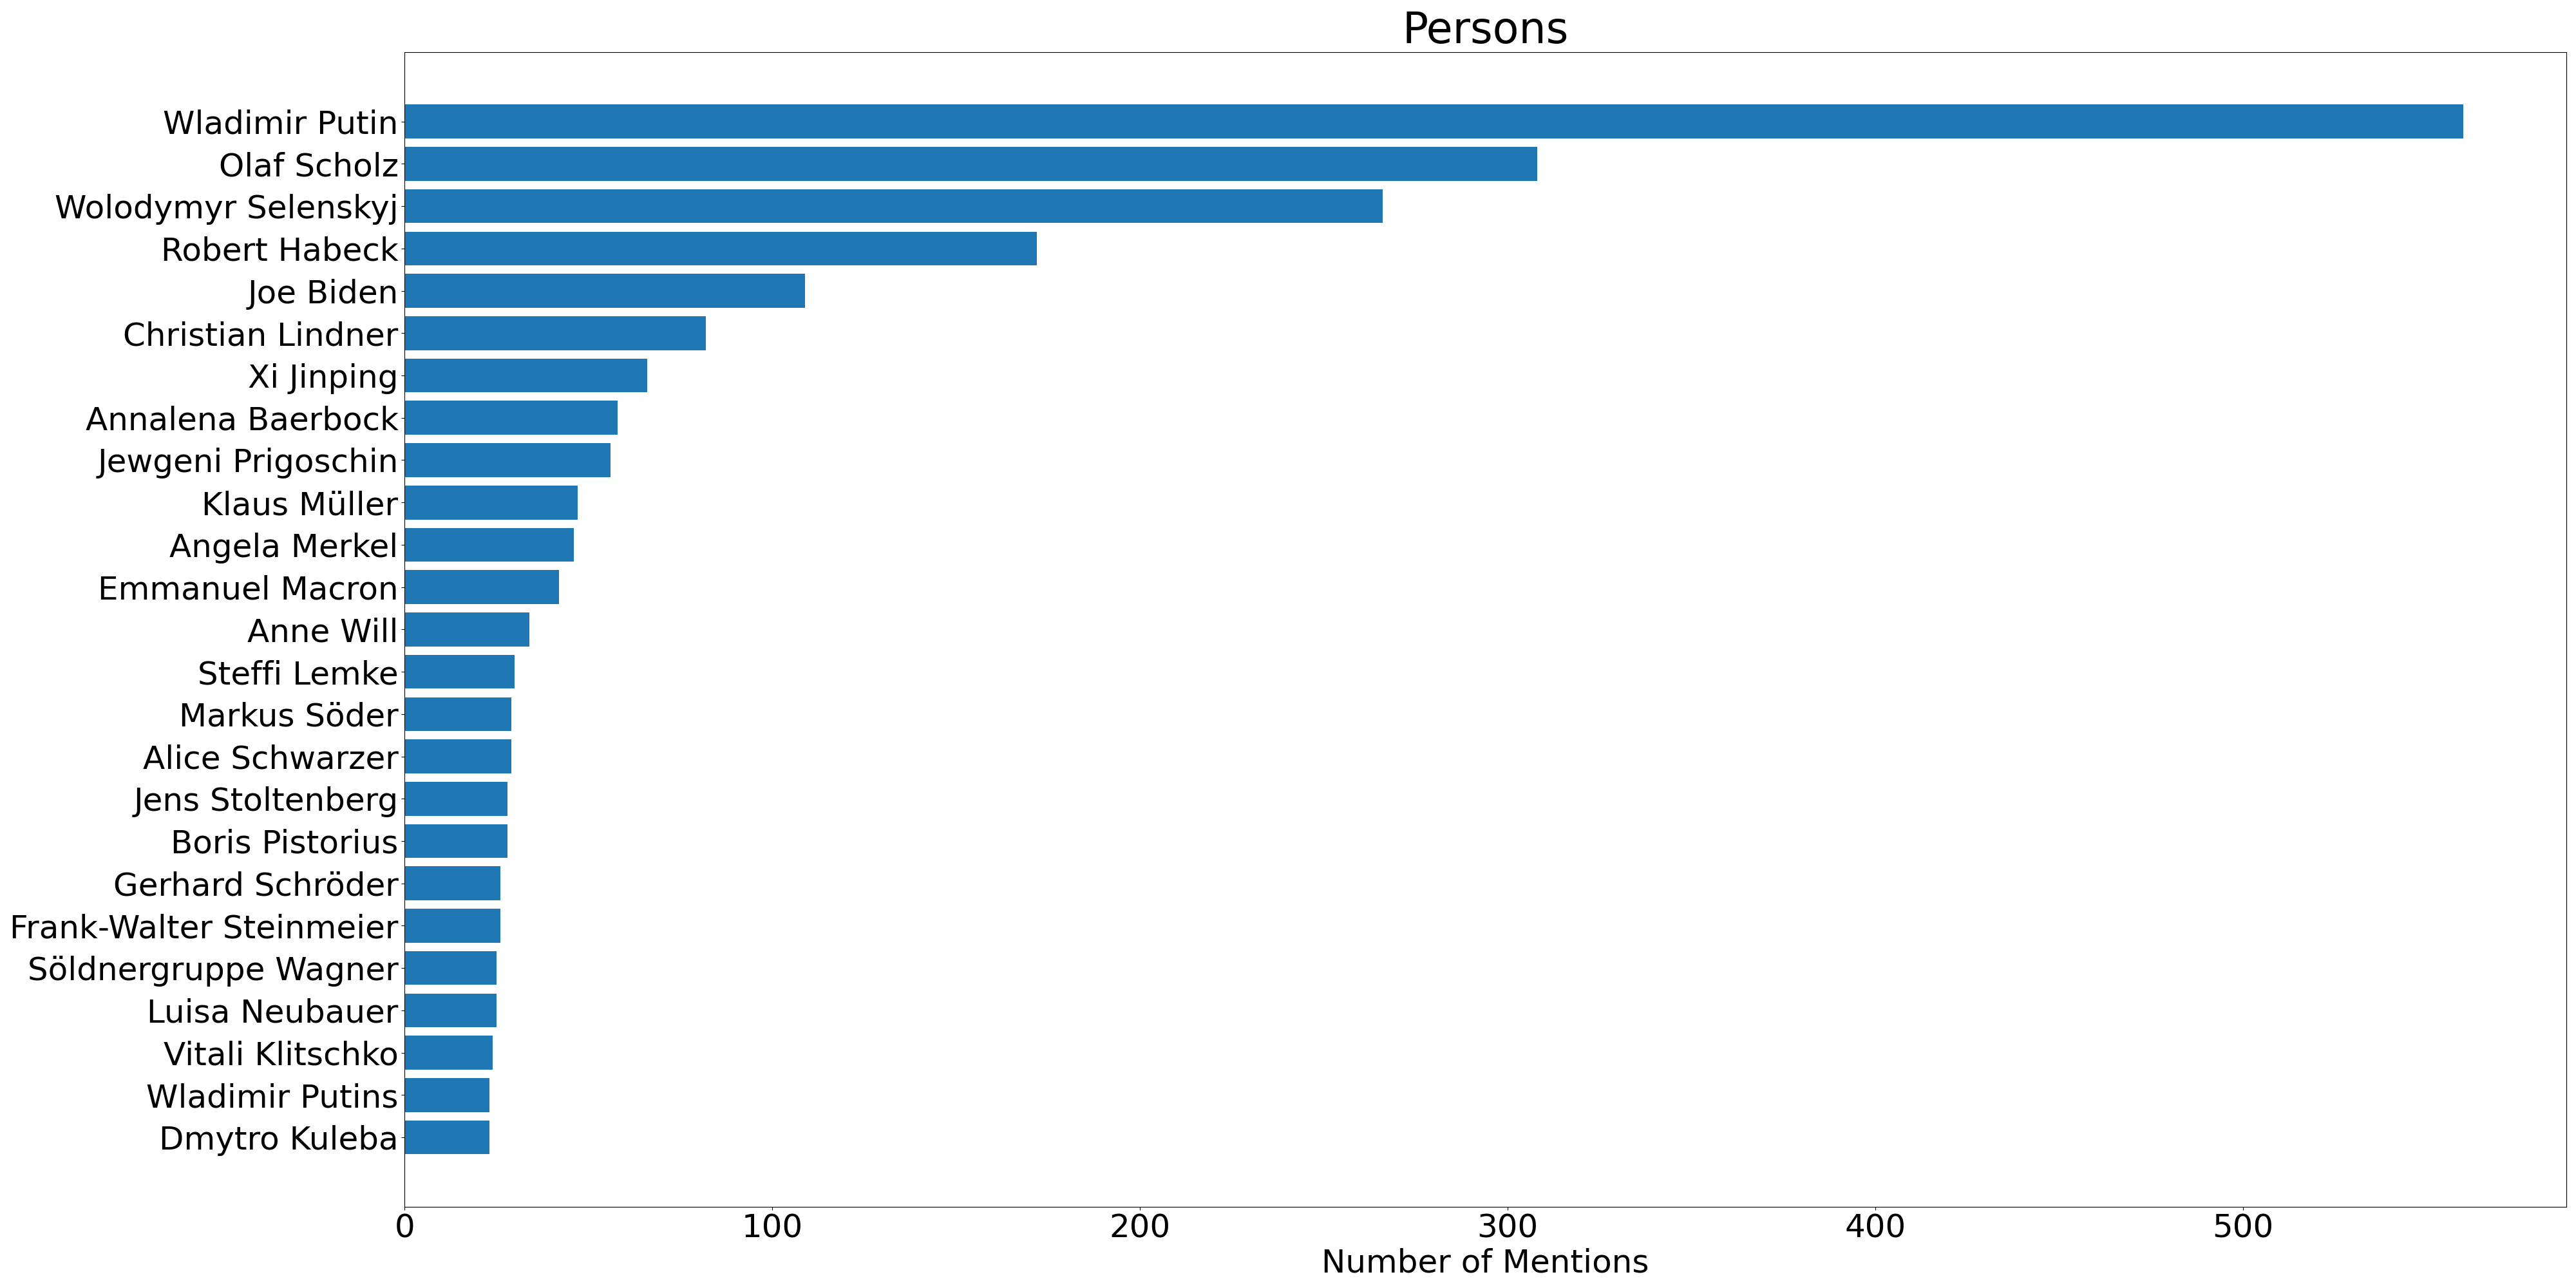 Persons
Wladimir Putin
Olaf Scholz
Wolodymyr Selenskyj
Robert Habeck
Joe Biden
Christian Lindner
Xi Jinping
Annalena Baerbock
Jewgeni Prigoschin
Klaus Müller
Angela Merkel
Emmanuel Macron
Anne Will
Steffi Lemke
Markus Söder
Alice Schwarzer
Jens Stoltenberg
Boris Pistorius
Gerhard Schröder
Frank-Walter Steinmeier
Söldnergruppe Wagner
Luisa Neubauer
Vitali Klitschko
Wladimir Putins
Dmytro Kuleba
0 100 200 300 400 500
Number of Mentions